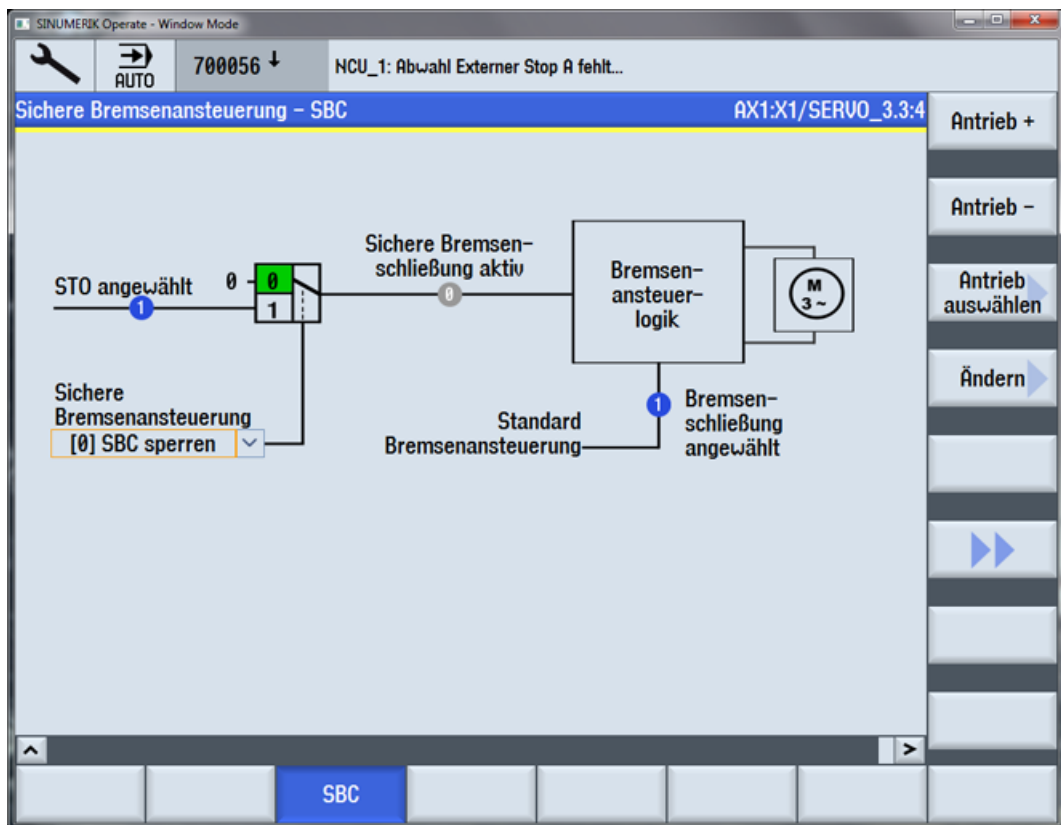 SINUMERIK Operate - Window Mode
AUTO
700056 ↓
NCU_1: Abwahl Externer Stop A fehlt...
Sichere Bremsenansteuerung - SBC
AX1:X1/SERVO_3.3:4
Antrieb +
Antrieb -
Antrieb
auswählen
Ändern
STO angewählt
1
0
0
1
Sichere Bremsen-
schließung aktiv
0
Bremsen-
ansteuer-
logik
M
3~
Sichere
Bremsenansteuerung
[0] SBC sperren
Standard
Bremsenansteuerung
1
Bremsen-
schließung
angewählt
SBC